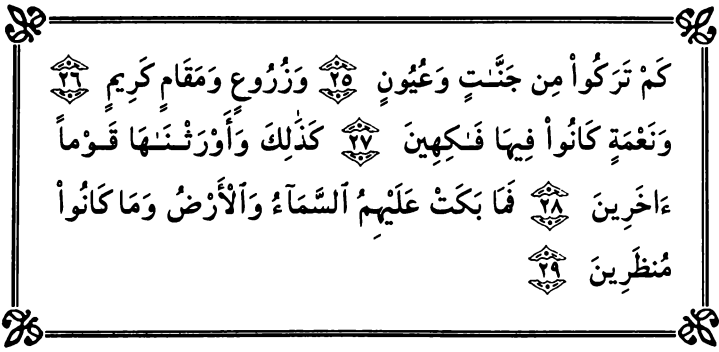 كَمْ تَرَكُوا۟ مِن جَنَّـٰتٍ وَعُيُونٍ ٢٥ وَزُرُوعٍ وَمَقَامٍ كَرِيمٍ ٢٦
وَنَعْمَةٍ كَانُوا۟ فِيهَا فَـٰكِهِينَ ٢٧ كَذَٰلِكَ وَأَوْرَثْنَـٰهَا قَوْماً
ءَاخَرِينَ ٢٨ فَمَا بَكَتْ عَلَيْهِمُ ٱلسَّمَآءُ وَٱلْأَرْضُ وَمَا كَانُوا۟
مُنظَرِينَ ٢٩